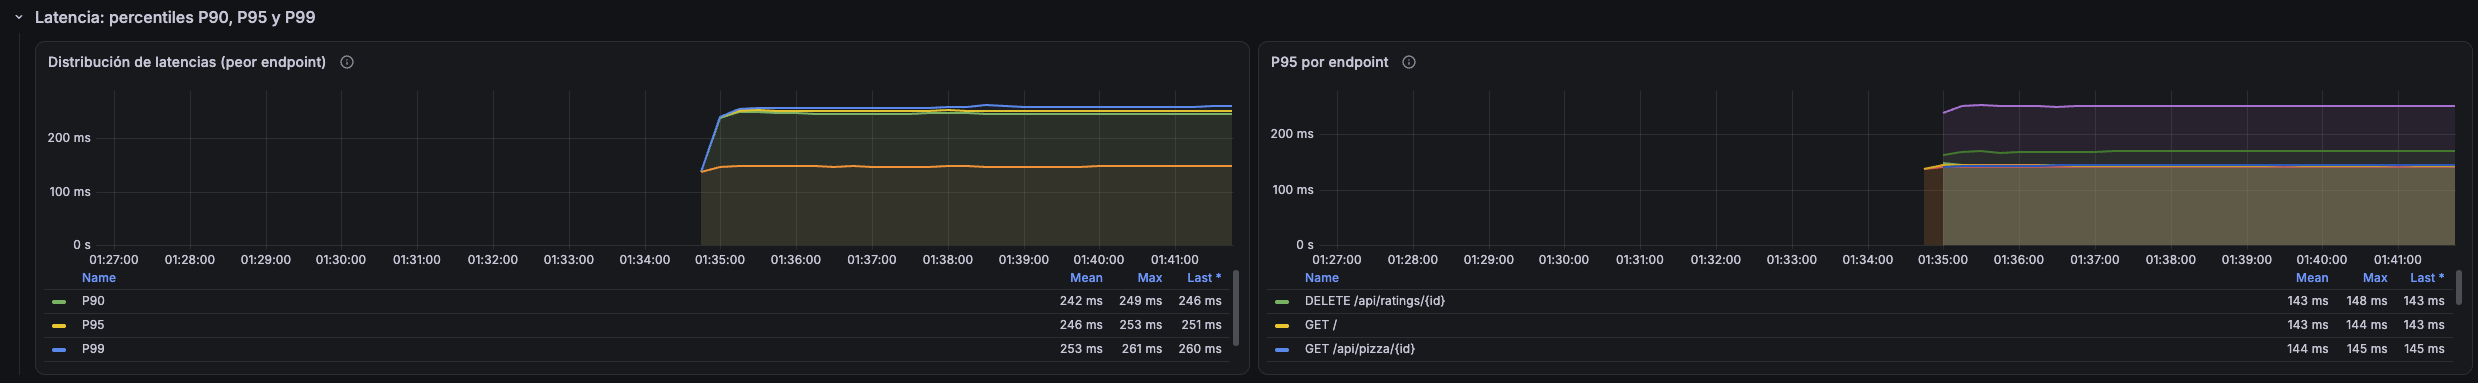 Latencia: percentiles P90, P95 y P99
Distribución de latencias (peor endpoint)
200 ms
100 ms
0 s
01:27:00 01:28:00 01:29:00 01:30:00 01:31:00 01:32:00 01:33:00 01:34:00 01:35:00 01:36:00 01:37:00 01:38:00 01:39:00 01:40:00 01:41:00
Name Mean Max Last *
P90 242 ms 249 ms 246 ms
P95 246 ms 253 ms 251 ms
P99 253 ms 261 ms 260 ms
P95 por endpoint
200 ms
100 ms
0 s
01:27:00 01:28:00 01:29:00 01:30:00 01:31:00 01:32:00 01:33:00 01:34:00 01:35:00 01:36:00 01:37:00 01:38:00 01:39:00 01:40:00 01:41:00
Name Mean Max Last *
DELETE /api/ratings/{id} 143 ms 148 ms 143 ms
GET / 143 ms 144 ms 143 ms
GET /api/pizza/{id} 144 ms 145 ms 145 ms